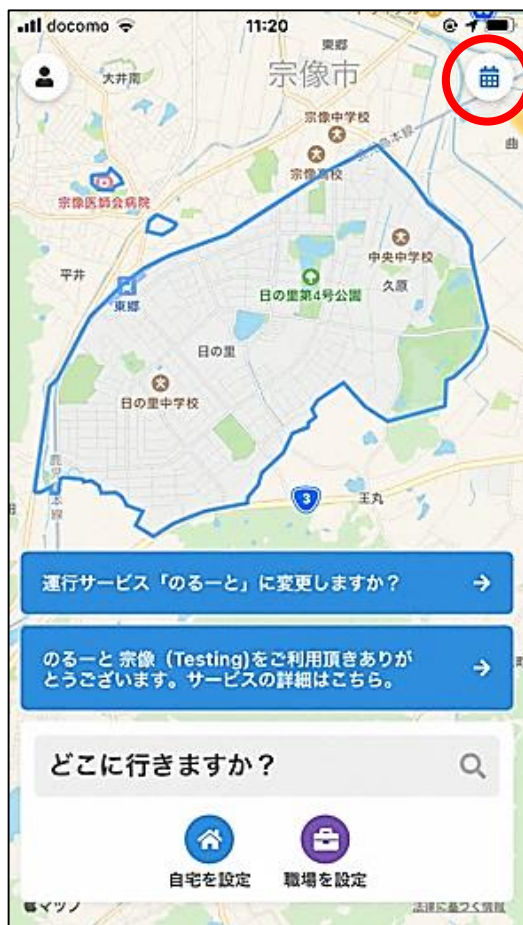 docomo
11:20
東郷
大井南
宗像市
宗像中学校
曲
宗像高校
宗像医師会病院
中央中学校
平井
久原
日の里第4号公園
東郷
日の里
日の里中学校
鹿児島本線
3
王丸
運行サービス「のるーと」に変更しますか？
のるーと 宗像（Testing)をご利用頂きありが
とうございます。サービスの詳細はこちら。
どこに行きますか？
自宅を設定
職場を設定
マップ
法律に基づく情報